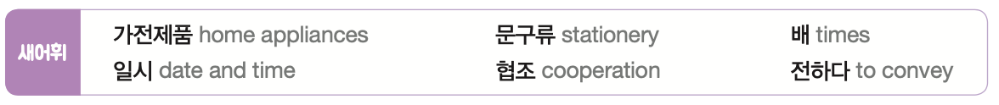 새어휘
가전제품 home appliances 문구류 stationery 배 times
일시 date and time 협조 cooperation 전하다 to convey